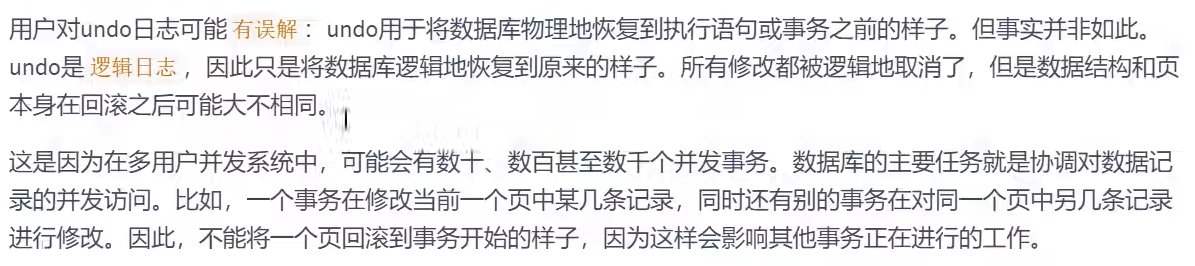 用户对undo日志可能 有误解 ：undo用于将数据库物理地恢复到执行语句或事务之前的样子。但事实并非如此。
undo是 逻辑日志 ，因此只是将数据库逻辑地恢复到原来的样子。所有修改都被逻辑地取消了，但是数据结构和页
本身在回滚之后可能大不相同。
这是因为在多用户并发系统中，可能会有数十、数百甚至数千个并发事务。数据库的主要任务就是协调对数据记
录的并发访问。比如，一个事务在修改当前一个页中某几条记录，同时还有别的事务在对同一个页中另几条记录
进行修改。因此，不能将一个页回滚到事务开始的样子，因为这样会影响其他事务正在进行的工作。